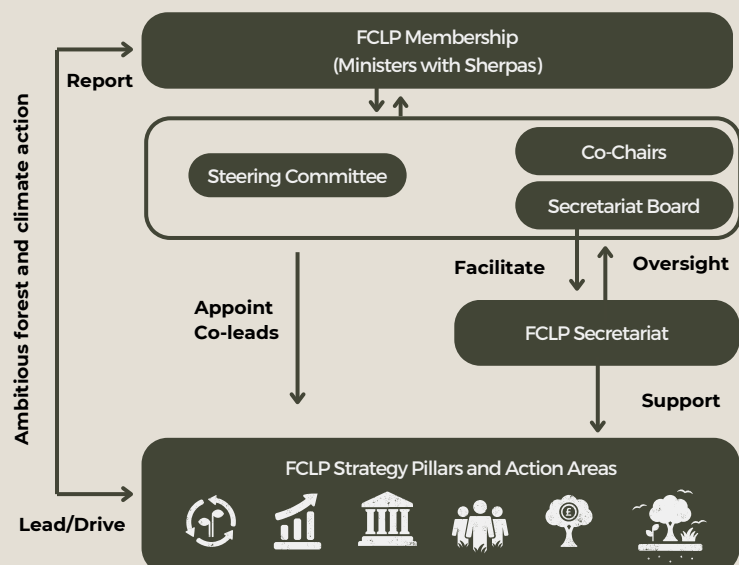 FCLP Membership
(Ministers with Sherpas)
Report
Ambitious forest and climate action
Steering Committee
Co-Chairs
Secretariat Board
Facilitate
Oversight
Appoint
Co-leads
FCLP Secretariat
Support
FCLP Strategy Pillars and Action Areas
£
Lead/Drive